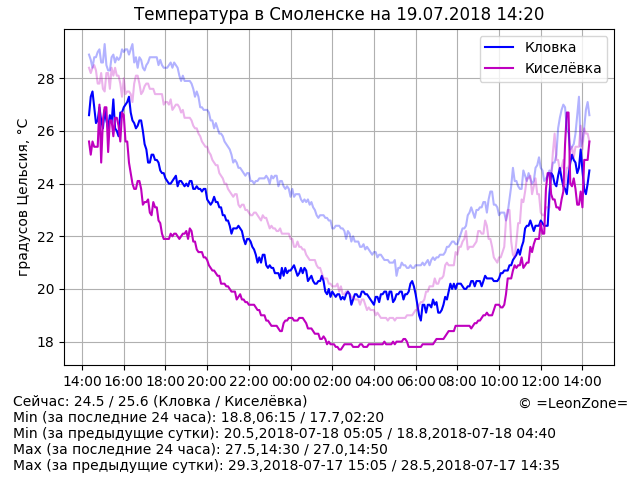 Температура в Смоленске на 19.07.2018 14:20
Кловка
Киселёвка
градусов Цельсия, °C
28
26
24
22
20
18
14:00 16:00 18:00 20:00 22:00 00:00 02:00 04:00 06:00 08:00 10:00 12:00 14:00
Сейчас: 24.5 / 25.6 (Кловка / Киселёвка)
© =LeonZone=
Min (за последние 24 часа): 18.8,06:15 / 17.7,02:20
Min (за предыдущие сутки): 20.5,2018-07-18 05:05 / 18.8,2018-07-18 04:40
Max (за последние 24 часа): 27.5,14:30 / 27.0,14:50
Max (за предыдущие сутки): 29.3,2018-07-17 15:05 / 28.5,2018-07-17 14:35